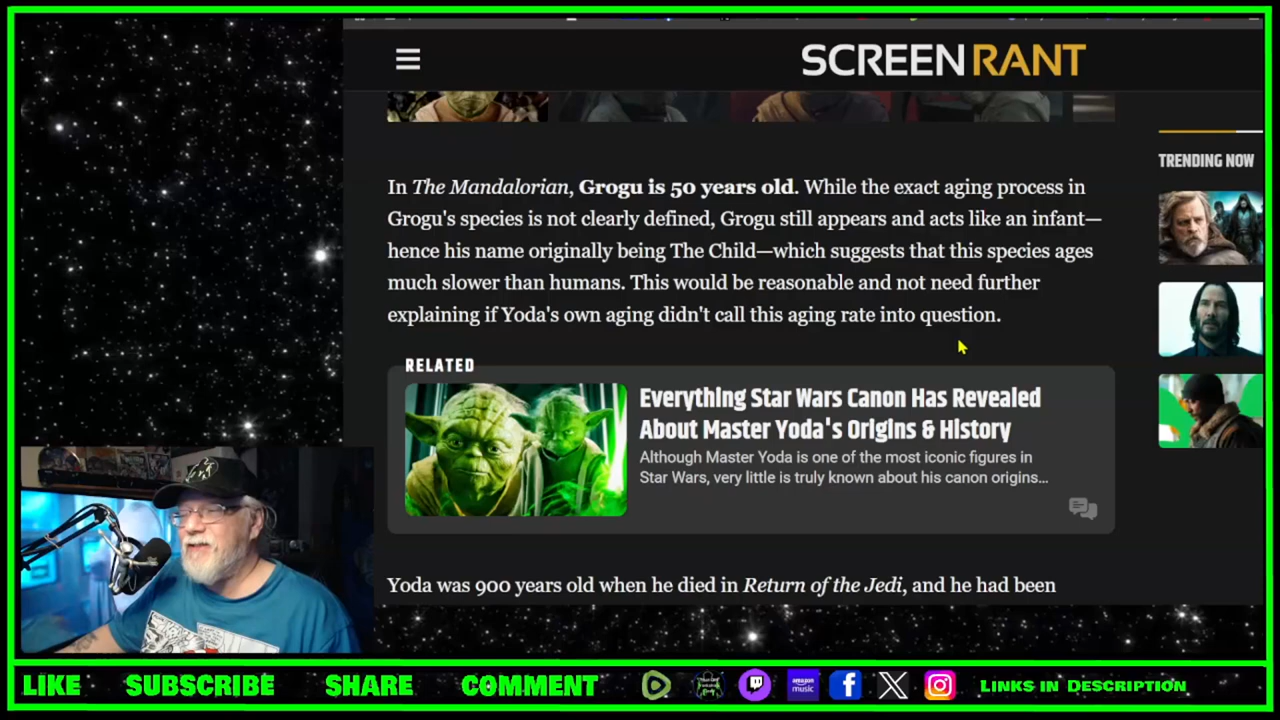 SCREENRANT
In The Mandalorian, Grogu is 50 years old. While the exact aging process in
Grogu's species is not clearly defined, Grogu still appears and acts like an infant—
hence his name originally being The Child—which suggests that this species ages
much slower than humans. This would be reasonable and not need further
explaining if Yoda's own aging didn't call this aging rate into question.
TRENDING NOW
RELATED
Everything Star Wars Canon Has Revealed
About Master Yoda's Origins & History
Although Master Yoda is one of the most iconic figures in
Star Wars, very little is truly known about his canon origins...
Yoda was 900 years old when he died in Return of the Jedi, and he had been
LIKE SUBSCRIBE SHARE COMMENT amazon music LINKS IN DESCRIPTION